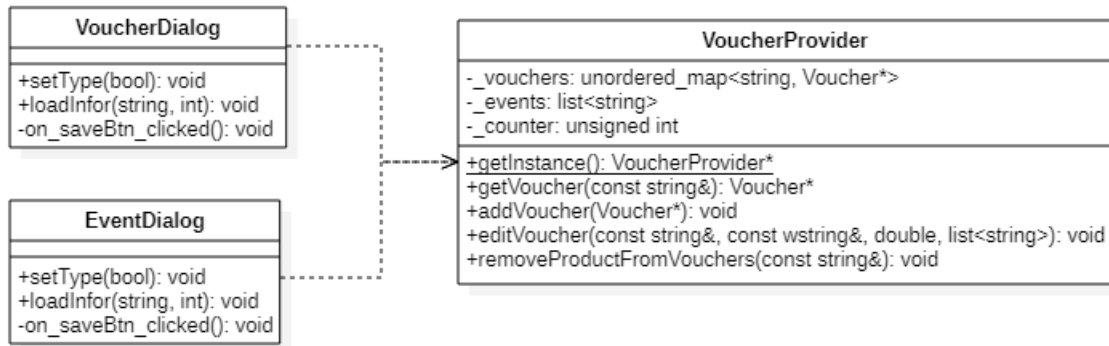 VoucherDialog
+setType(bool): void
+loadInfor(string, int): void
-on_saveBtn_clicked(): void
EventDialog
+setType(bool): void
+loadInfor(string, int): void
-on_saveBtn_clicked(): void
VoucherProvider
-_vouchers: unordered_map<string, Voucher*>
-_events: list<string>
-_counter: unsigned int
+getInstance(): VoucherProvider*
+getVoucher(const string&): Voucher*
+addVoucher(Voucher*): void
+editVoucher(const string&, const wstring&, double, list<string>): void
+removeProductFromVouchers(const string&): void